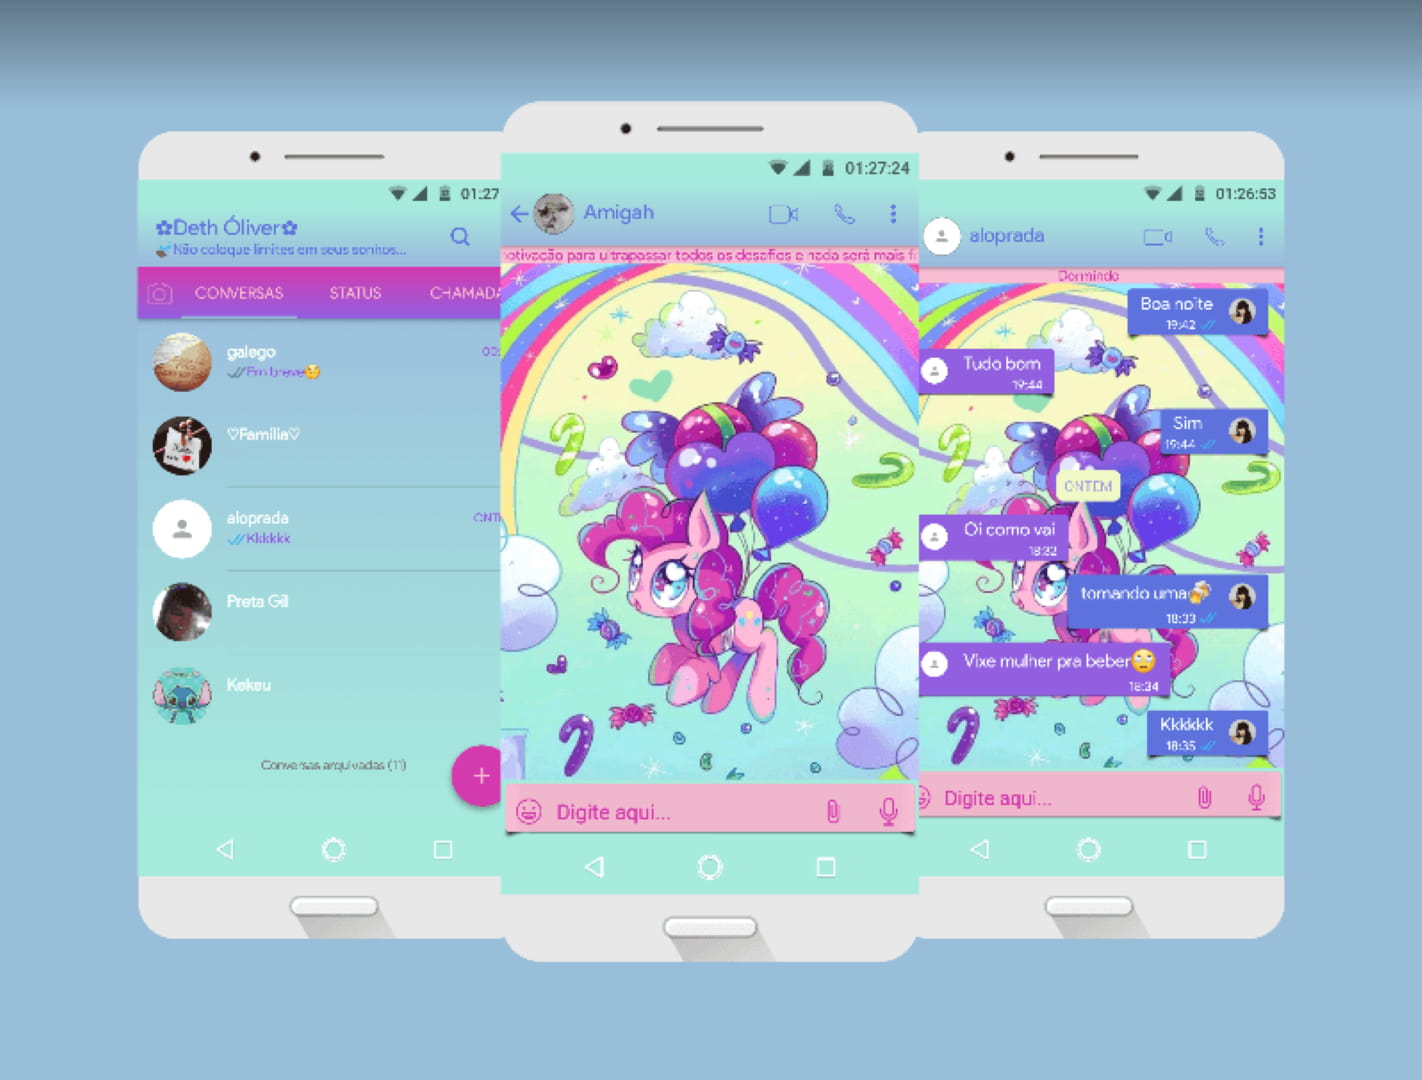 01:27
✿Deth Óliver✿
Não coloque limites em seus sonhos...
CONVERSAS STATUS CHAMADA
galego
Em breve🤔
♡Família♡
aloprada
ONT
Kkkkkk
Preta Gil
Kekeu
Conversas arquivadas (11)
01:27:24
Amigah
otivação para ultrapassar todos os desafios e nada será mais f
Digite aqui...
01:26:53
aloprada
Dormindo
Boa noite
19:42
Tudo bom
19:44
Sim
19:44
ONTEM
Oi como vai
18:32
tomando uma🍻
18:33
Vixe mulher pra beber🙄
18:34
Kkkkkk
18:35
Digite aqui...